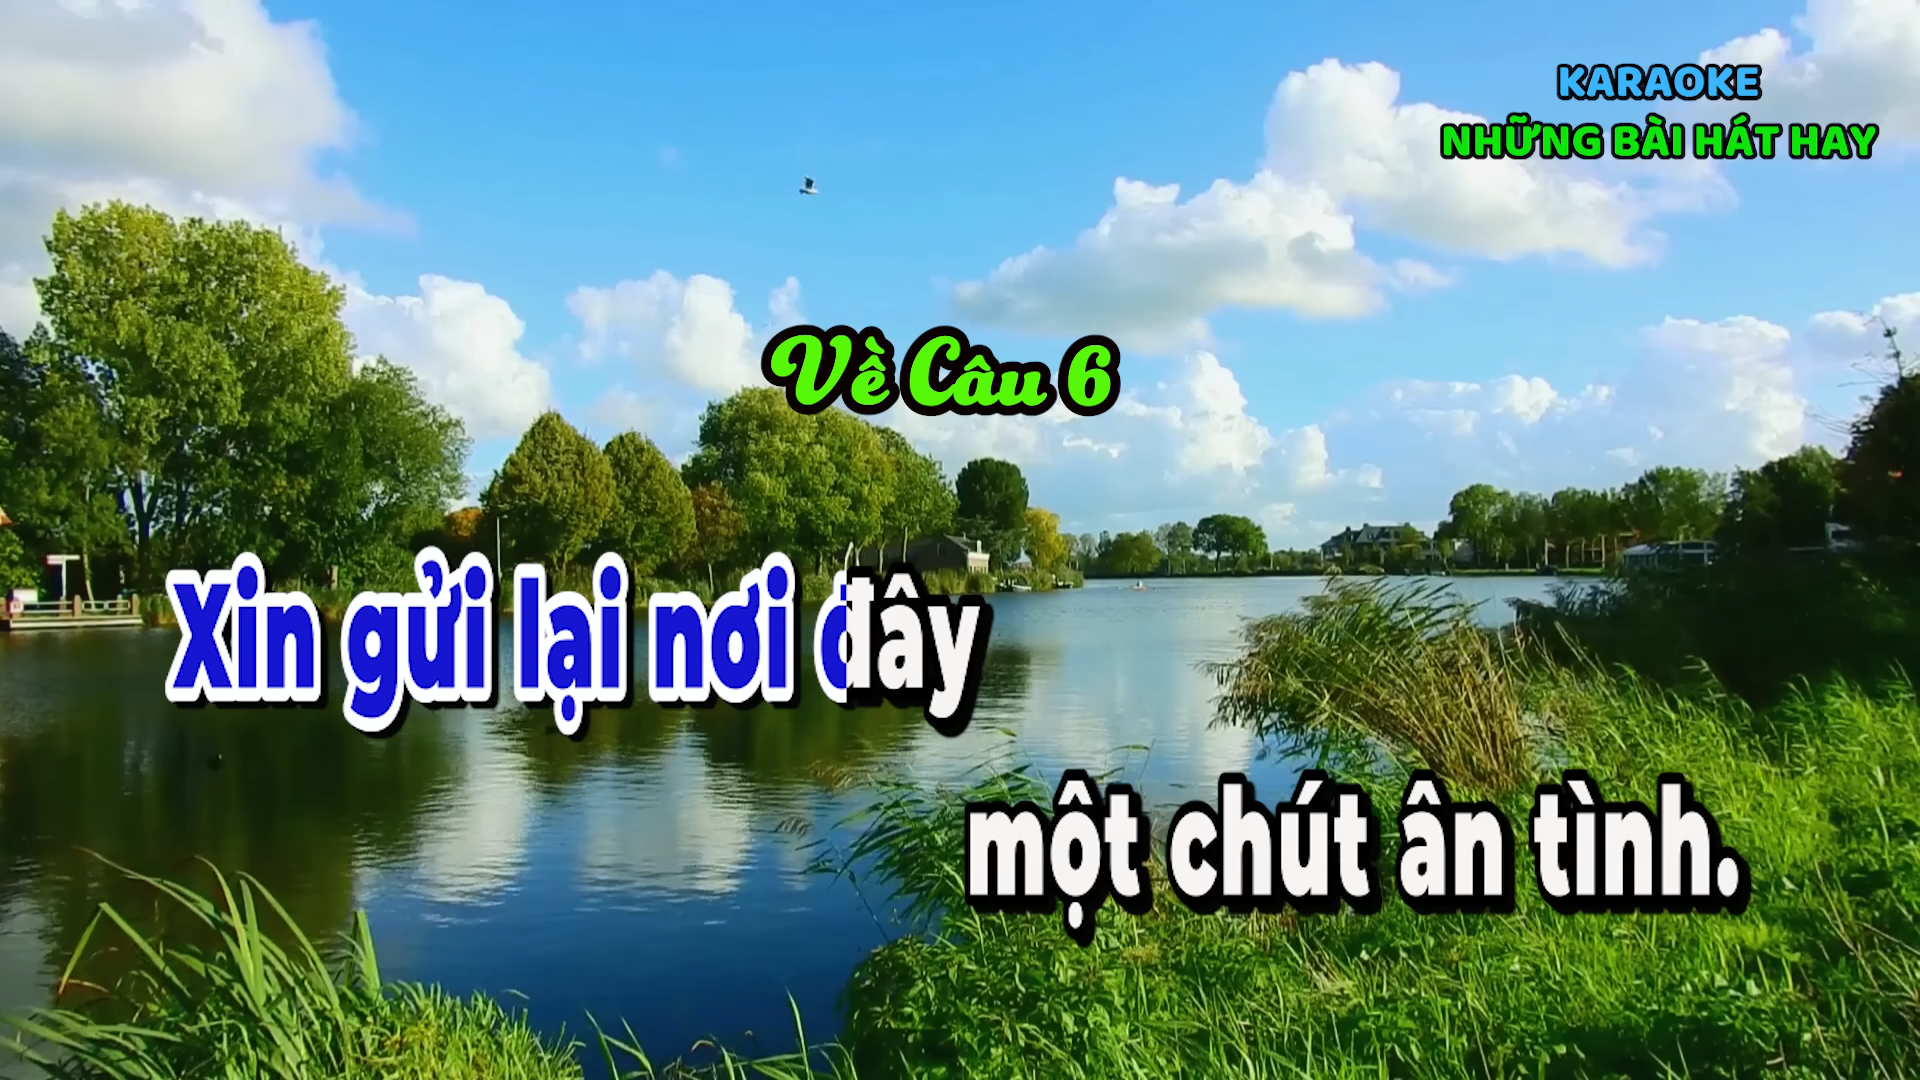 KARAOKE
NHỮNG BÀI HÁT HAY
Về Câu 6
Xin gửi lại nơi đây
một chút ân tình.